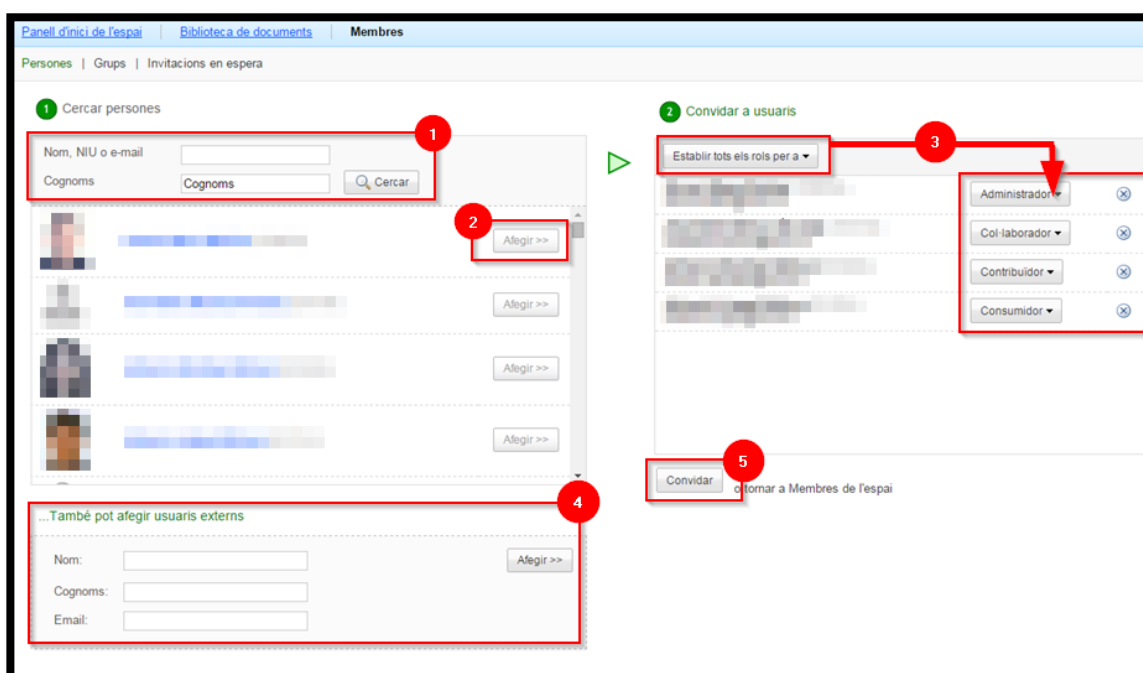 Panell d'inici de l'espai | Biblioteca de documents | Membres
Persones | Grups | Invitacions en espera
1 Cercar persones
1
Nom, NIU o e-mail
Cognoms Cognoms Cercar
2
Afegir >>
Afegir >>
Afegir >>
Afegir >>
4
...També pot afegir usuaris externs
Nom: Afegir >>
Cognoms:
Email:
2 Convidar a usuaris
3
Establir tots els rols per a
Administrador
Col·laborador
Contribuïdor
Consumidor
5
Convidar o tornar a Membres de l'espai